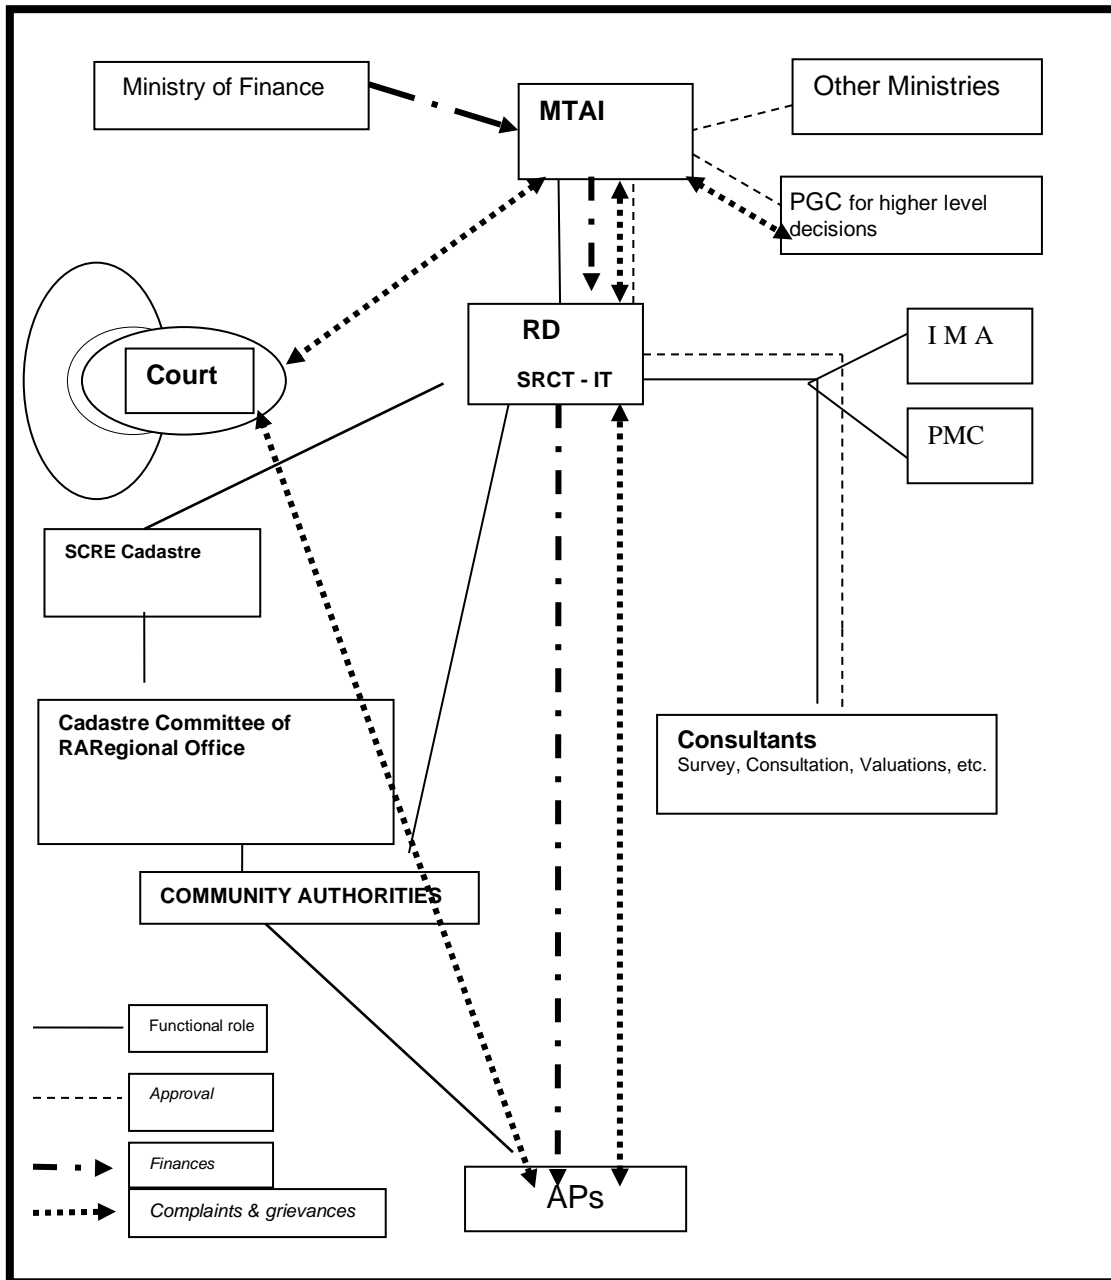 Ministry of Finance
MTAI
Other Ministries
PGC for higher level
decisions
RD
SRCT - IT
I M A
PMC
Court
SCRE Cadastre
Cadastre Committee of
RARegional Office
Consultants
Survey, Consultation, Valuations, etc.
COMMUNITY AUTHORITIES
Functional role
Approval
Finances
Complaints & grievances
APs